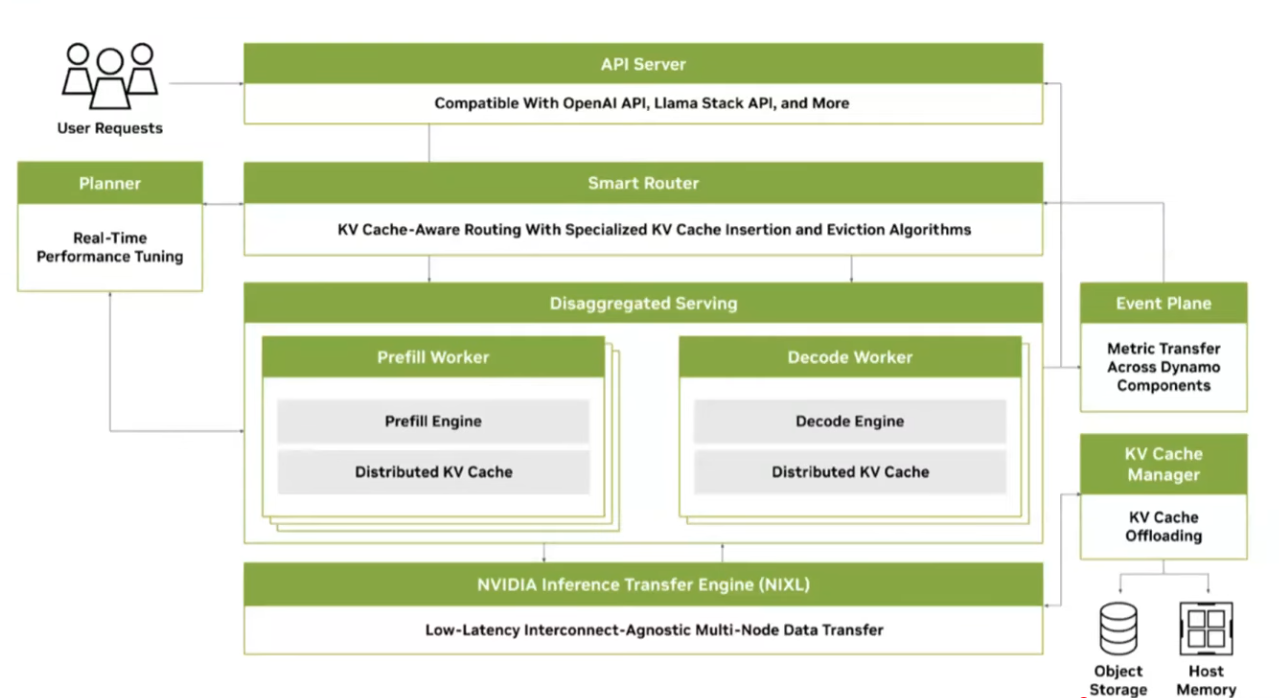 API Server
Compatible With OpenAI API, Llama Stack API, and More
User Requests
Planner
Real-Time
Performance Tuning
Smart Router
KV Cache-Aware Routing With Specialized KV Cache Insertion and Eviction Algorithms
Disaggregated Serving
Prefill Worker
Prefill Engine
Distributed KV Cache
Decode Worker
Decode Engine
Distributed KV Cache
Event Plane
Metric Transfer
Across Dynamo
Components
KV Cache
Manager
KV Cache
Offloading
NVIDIA Inference Transfer Engine (NIXL)
Low-Latency Interconnect-Agnostic Multi-Node Data Transfer
Object
Storage
Host
Memory